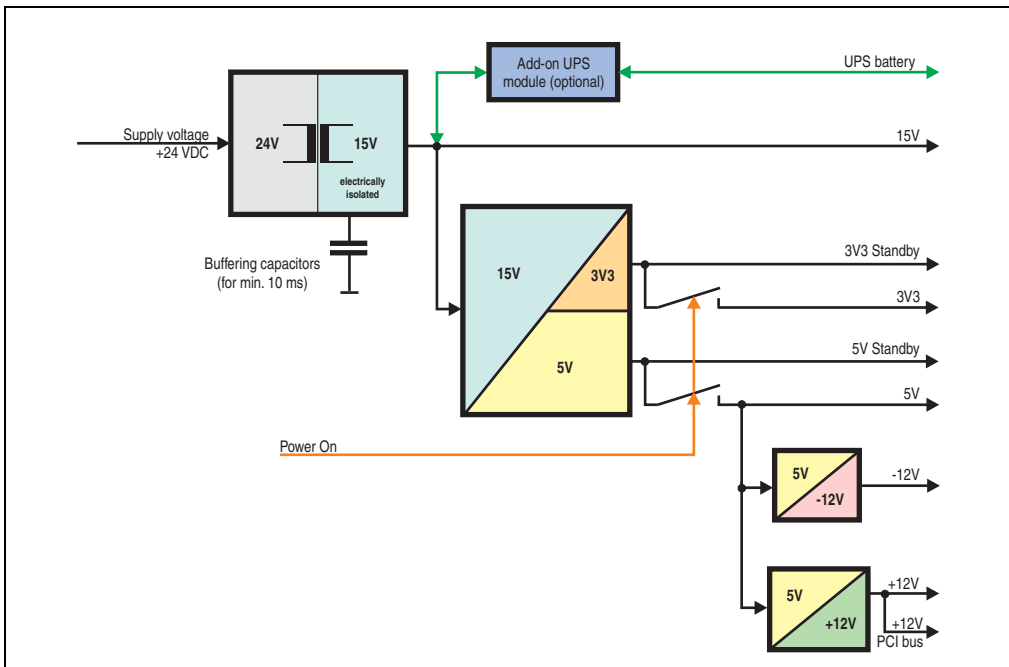 Add-on UPS
module (optional)
UPS battery
Supply voltage
+24 VDC
24V
15V
electrically
isolated
15V
Buffering capacitors
(for min. 10 ms)
15V
3V3
5V
3V3 Standby
3V3
5V Standby
5V
Power On
5V
-12V
-12V
5V
+12V
+12V
+12V
PCI bus